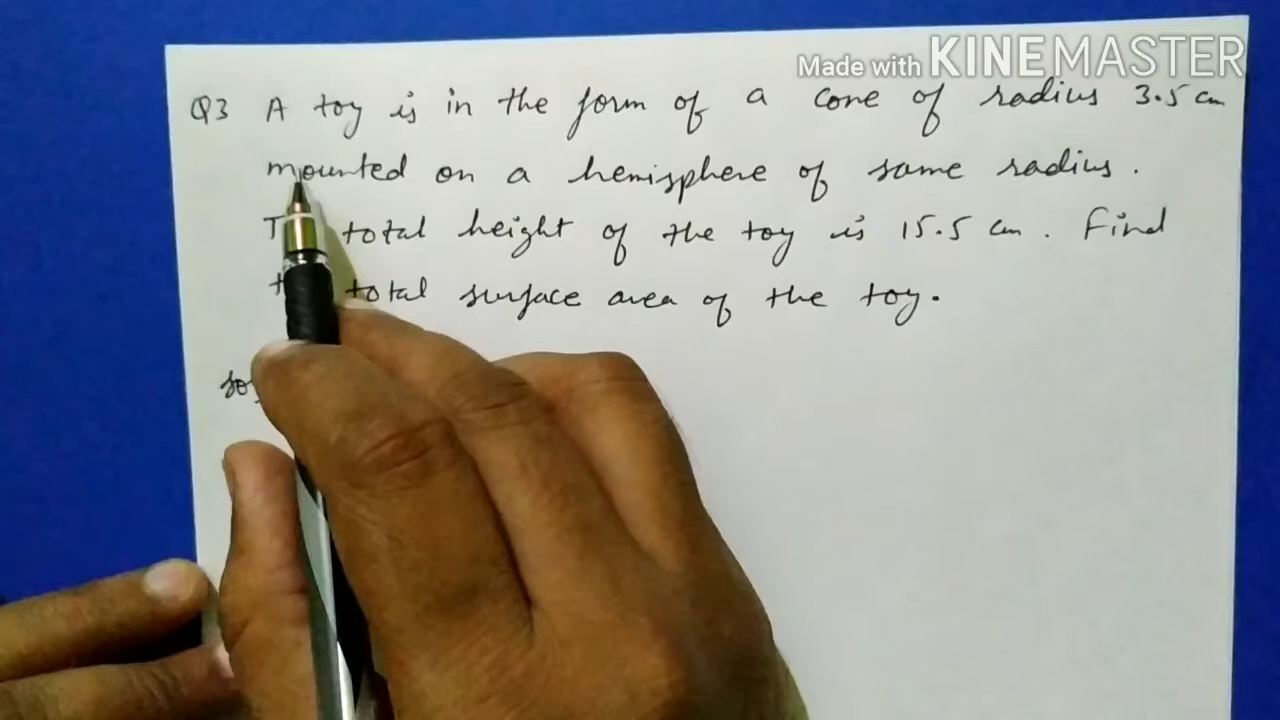 Made with KINEMASTER
Q3 A toy is in the form of a cone of radius 3.5 cm
mounted on a hemisphere of same radius.
total height of the toy is 15.5 cm. Find
total surface area of the toy.